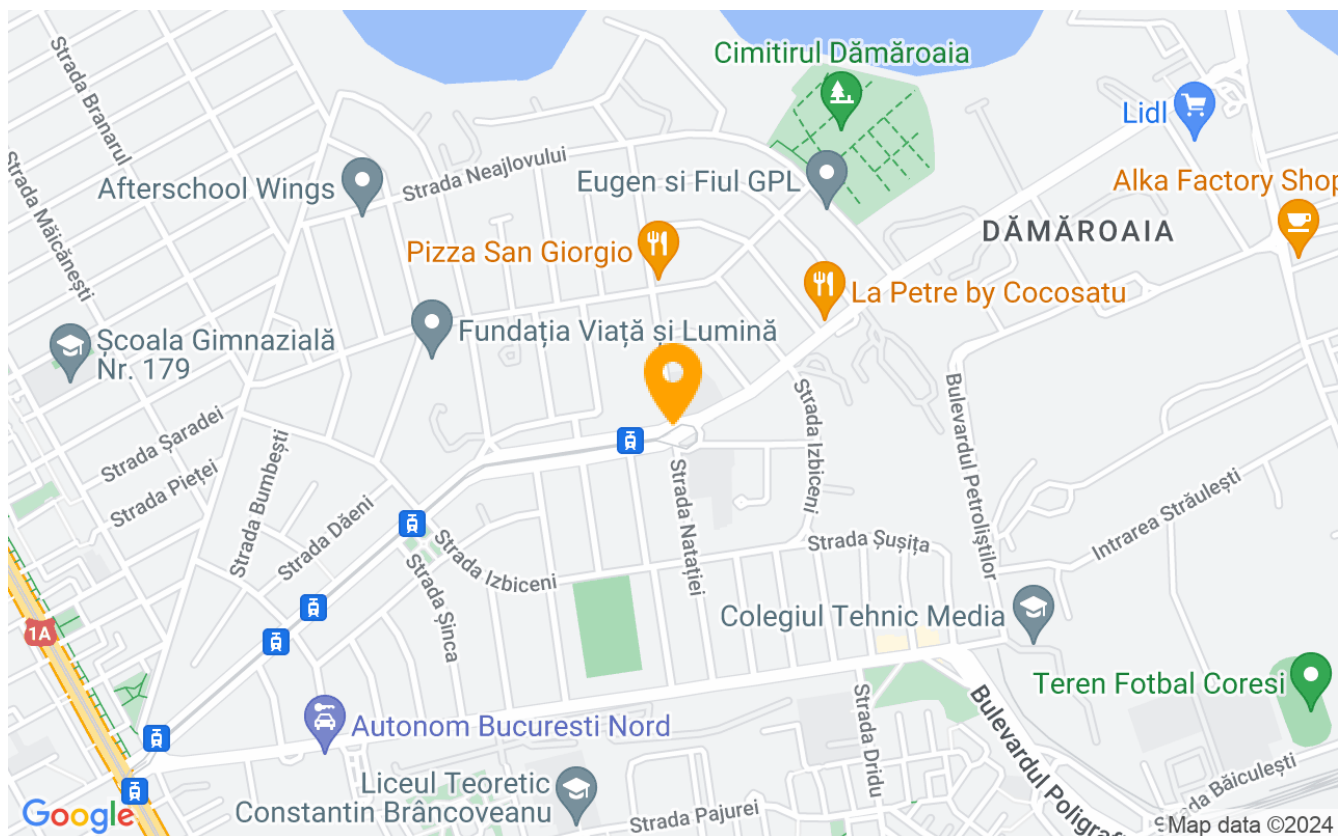 Cimitirul Dămăroaia
Strada Branarul
Lidl
Strada Neajlovului
Afterschool Wings
Eugen si Fiul GPL
Alka Factory Shop
Strada Măicănești
DĂMĂROAIA
Pizza San Giorgio
La Petre by Cocosatu
Fundația Viață și Lumină
Școala Gimnazială
Nr. 179
Strada Izbiceni
Bulevardul Petroliștilor
Strada Șaradei
Strada Pieței
Strada Bumbești
Strada Dăeni
Strada Natației
Intrarea Străulești
Strada Izbiceni
Strada Șușița
Strada Șinca
Colegiul Tehnic Media
1A
Teren Fotbal Coresi
Autonom Bucuresti Nord
Strada Dridu
Liceul Teoretic
Constantin Brâncoveanu
Strada Pajurei
Strada Băiculești
Google
Map data ©2024